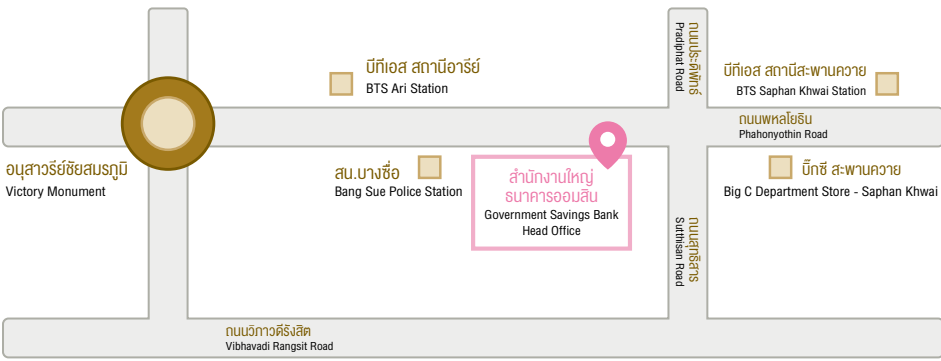 ถนนประดิพัทธ์
Pradiphat Road
บีทีเอส สถานีอารีย์
BTS Ari Station
บีทีเอส สถานีสะพานควาย
BTS Saphan Khwai Station
ถนนพหลโยธิน
Phahonyothin Road
อนุสาวรีย์ชัยสมรภูมิ
Victory Monument
สน.บางซื่อ
Bang Sue Police Station
สำนักงานใหญ่
ธนาคารออมสิน
Government Savings Bank
Head Office
บิ๊กซี สะพานควาย
Big C Department Store - Saphan Khwai
ถนนสุทธิสาร
Sutthisan Road
ถนนวิภาวดีรังสิต
Vibhavadi Rangsit Road